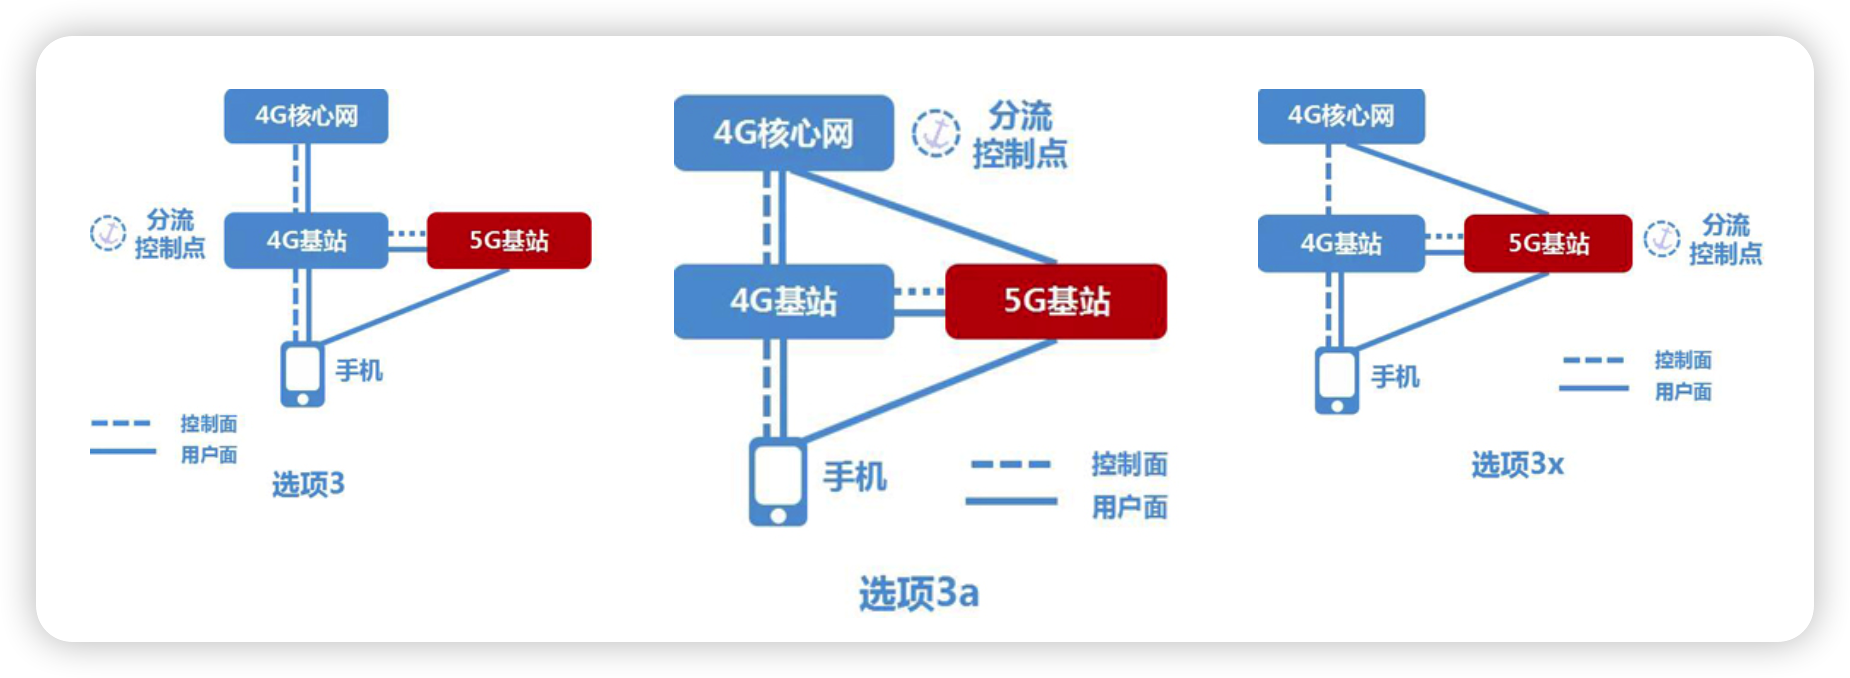 4G核心网
分流
控制点
4G基站
5G基站
手机
控制面
用户面
选项3
4G核心网
分流
控制点
4G基站
5G基站
手机
控制面
用户面
选项3a
4G核心网
4G基站
5G基站
分流
控制点
手机
控制面
用户面
选项3x